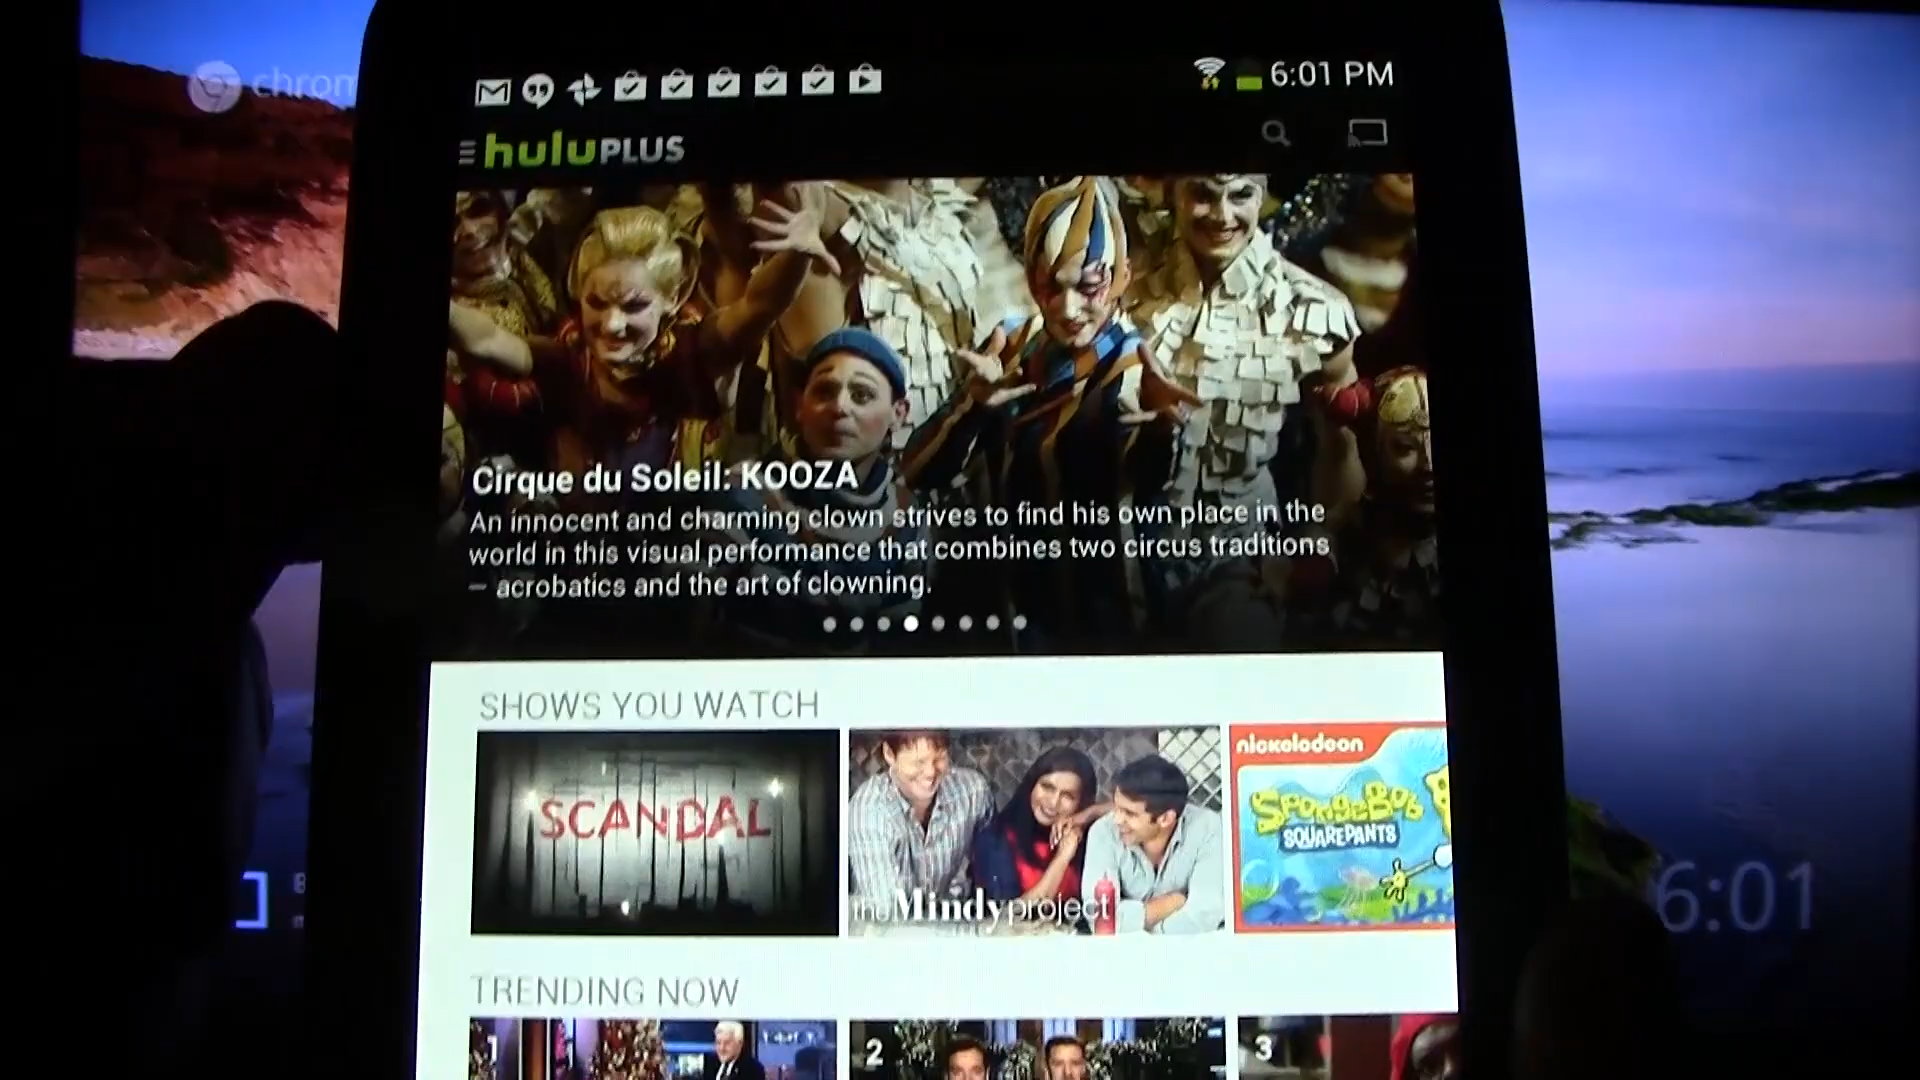 chrom
6:01 PM
huluPLUS
Cirque du Soleil: KOOZA
An innocent and charming clown strives to find his own place in the
world in this visual performance that combines two circus traditions
– acrobatics and the art of clowning.
SHOWS YOU WATCH
SCANDAL
the Mindy project
nickelodeon
SpongeBob
SQUAREPANTS
6:01
TRENDING NOW
1
2
3